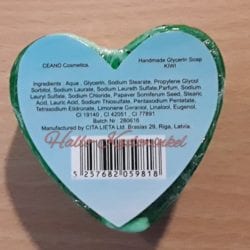 CEANO Cosmetics. Handmade Glycerin Soap
KIWI
Ingredients : Aqua , Glycerin, Sodium Stearate, Propylene Glycol
Sorbitol, Sodium Laurate, Sodium Laureth Sulfate,Parfum, Sodium
Lauryl Sulfate, Sodium Chloride, Papaver Somniferum Seed, Stearic
Acid, Lauric Acid, Sodium Thiosulfate, Pentasodium Pentetate,
Tetrasodium Etidronate, Limonene Geraniol, Linalool, Eugenol,
CI 19140 , CI 42051 , CI 77891
Batch Nr . 280616
Manufactured by CITA LIETA Ltd. Braslas 29, Riga, Latvia.
5 257682 059818